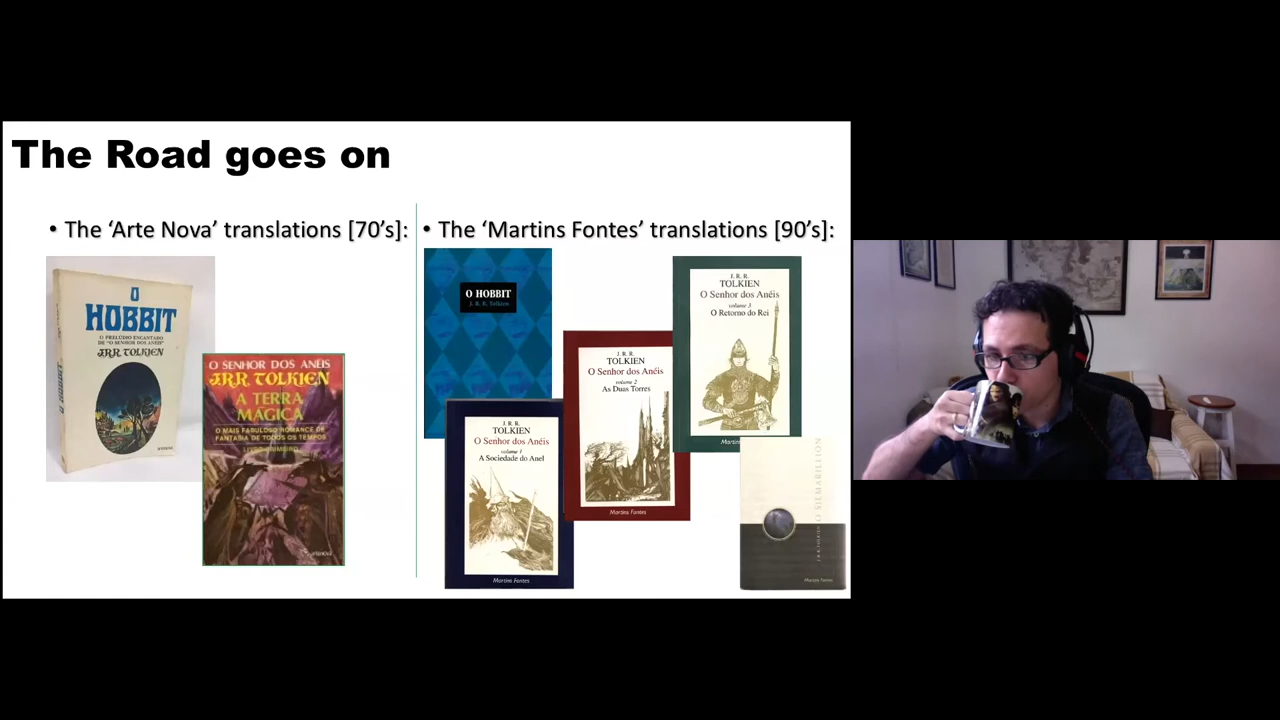 The Road goes on
• The ‘Arte Nova’ translations [70’s]:
O
HOBBIT
O PRELÚDIO ENCANTADO
DE "O SENHOR DOS ANÉIS"
J.R.R. TOLKIEN
HOBBIT
artenova
O SENHOR DOS ANÉIS
J.R.R. TOLKIEN
A TERRA
MÁGICA
O MAIS FABULOSO ROMANCE DE
FANTASIA DE TODOS OS TEMPOS
LIVRO PRIMEIRO
artenova
• The ‘Martins Fontes’ translations [90’s]:
O HOBBIT
J. R. R. Tolkien
J. R. R.
TOLKIEN
O Senhor dos Anéis
volume 1
A Sociedade do Anel
Martins Fontes
J. R. R.
TOLKIEN
O Senhor dos Anéis
volume 2
As Duas Torres
Martins Fontes
J. R. R.
TOLKIEN
O Senhor dos Anéis
volume 3
O Retorno do Rei
Martins
O SILMARILLION
J.R.R. TOLKIEN
Martins Fontes